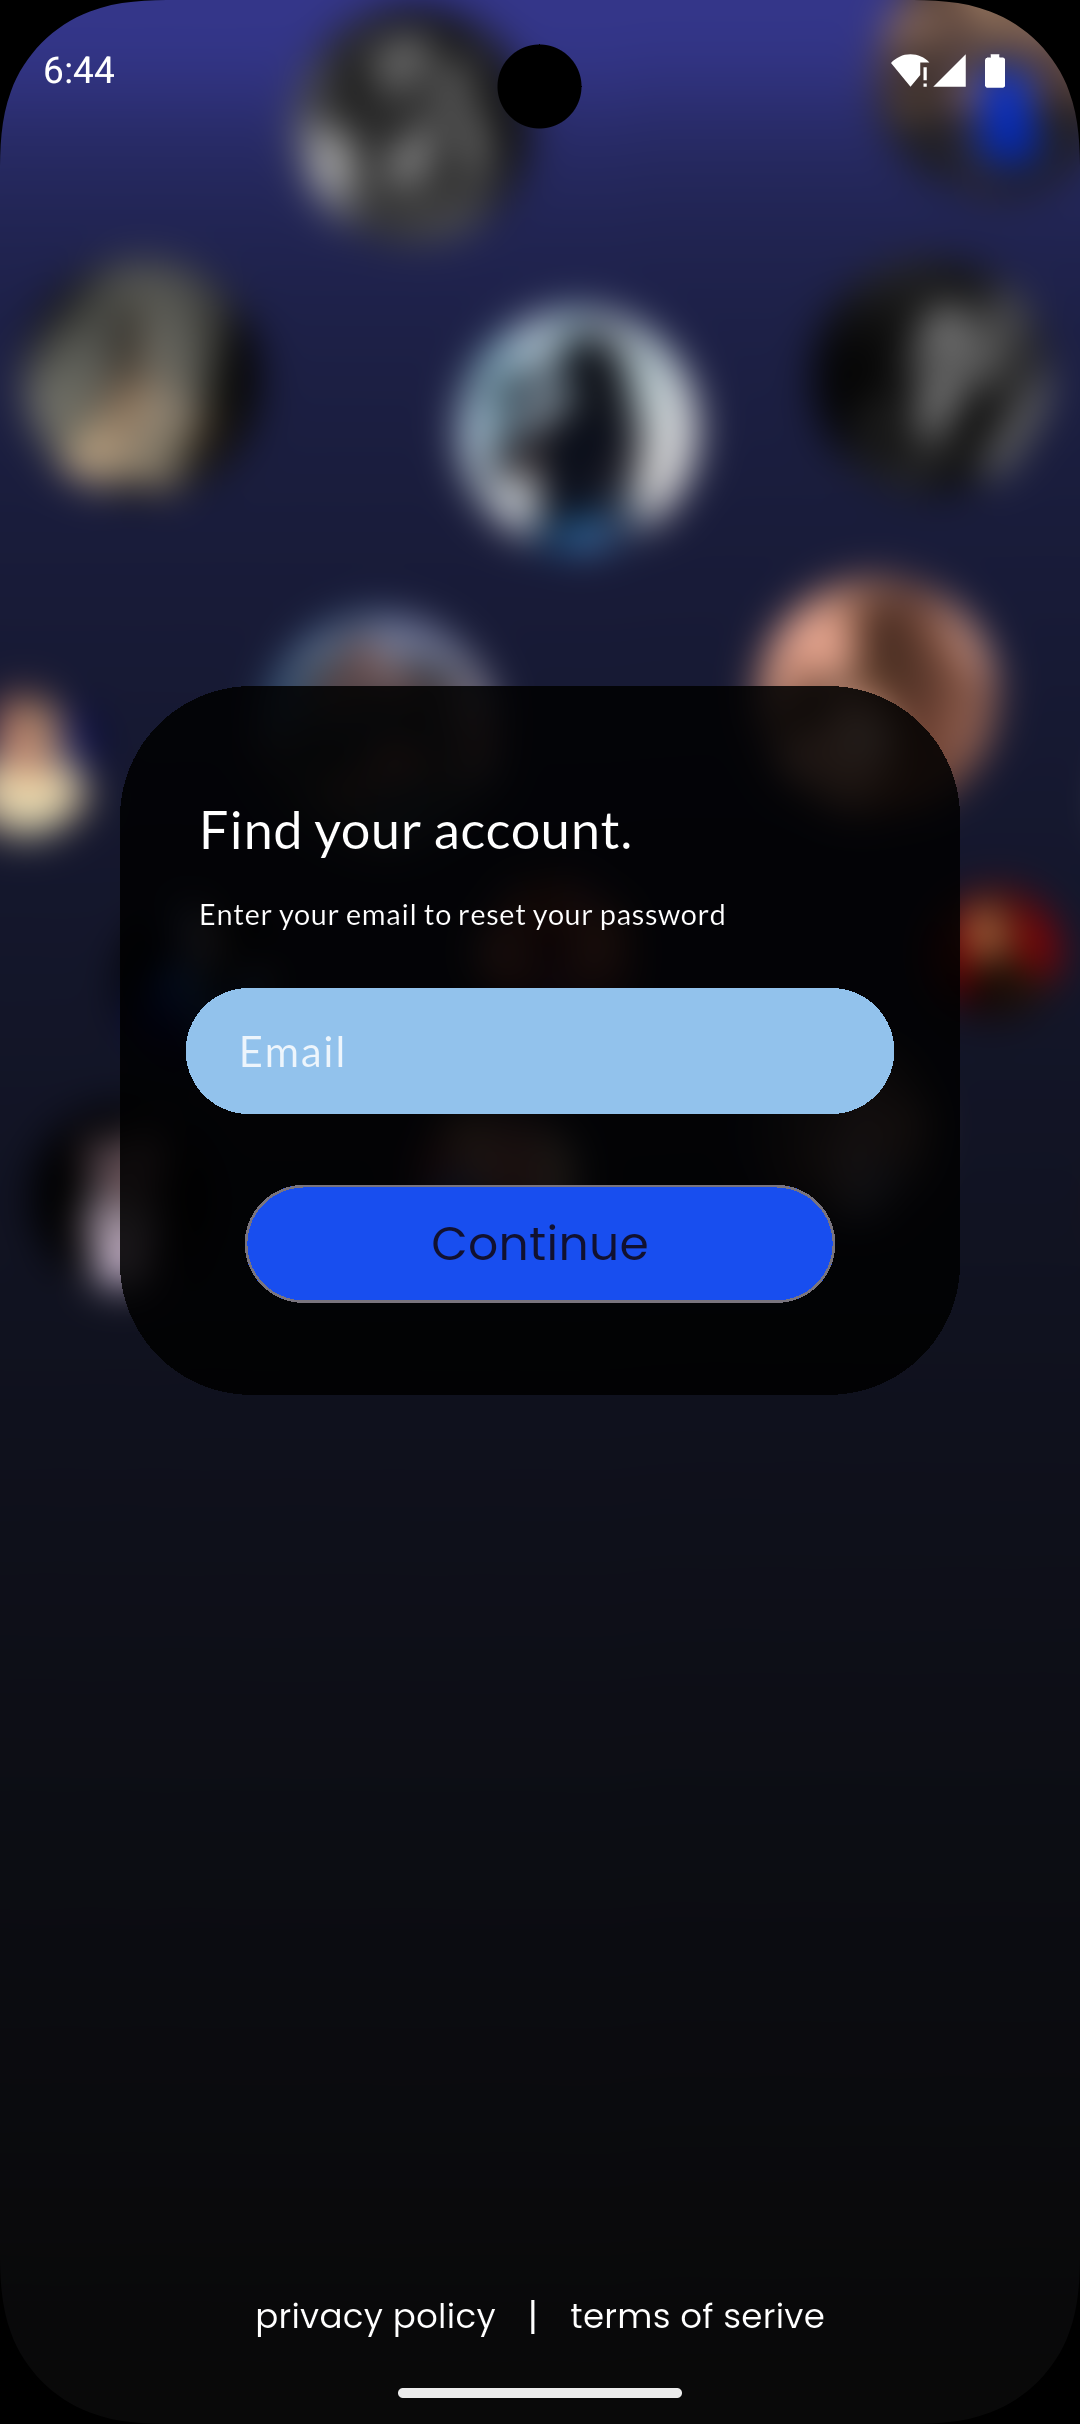 6:44
Find your account.
Enter your email to reset your password
Email
Continue
privacy policy | terms of serive